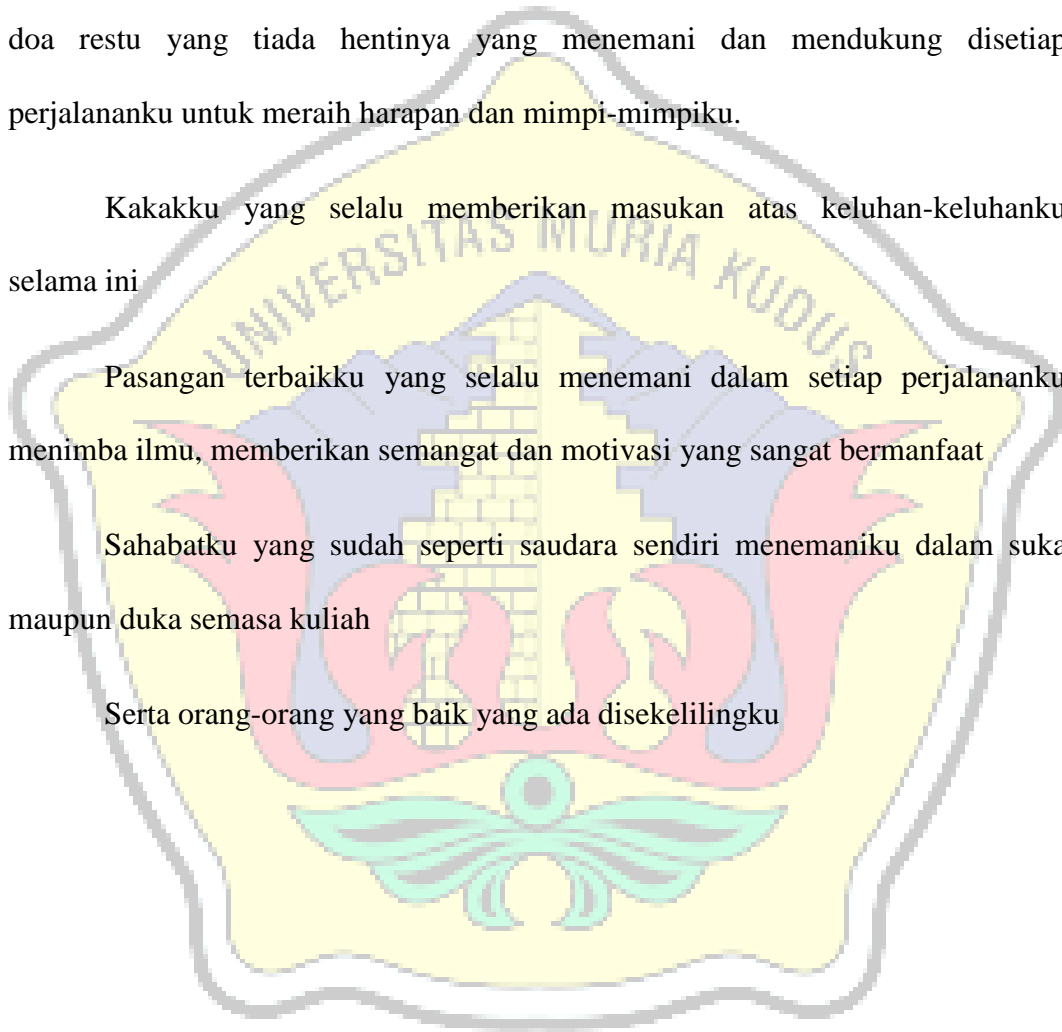 doa restu yang tiada hentinya yang menemani dan mendukung disetiap
perjalananku untuk meraih harapan dan mimpi-mimpiku.
Kakakku yang selalu memberikan masukan atas keluhan-keluhanku
UNIVERSITAS MURIA KUDUS
selama ini
Pasangan terbaikku yang selalu menemani dalam setiap perjalananku
menimba ilmu, memberikan semangat dan motivasi yang sangat bermanfaat
Sahabatku yang sudah seperti saudara sendiri menemaniku dalam suka
maupun duka semasa kuliah
Serta orang-orang yang baik yang ada disekelilingku